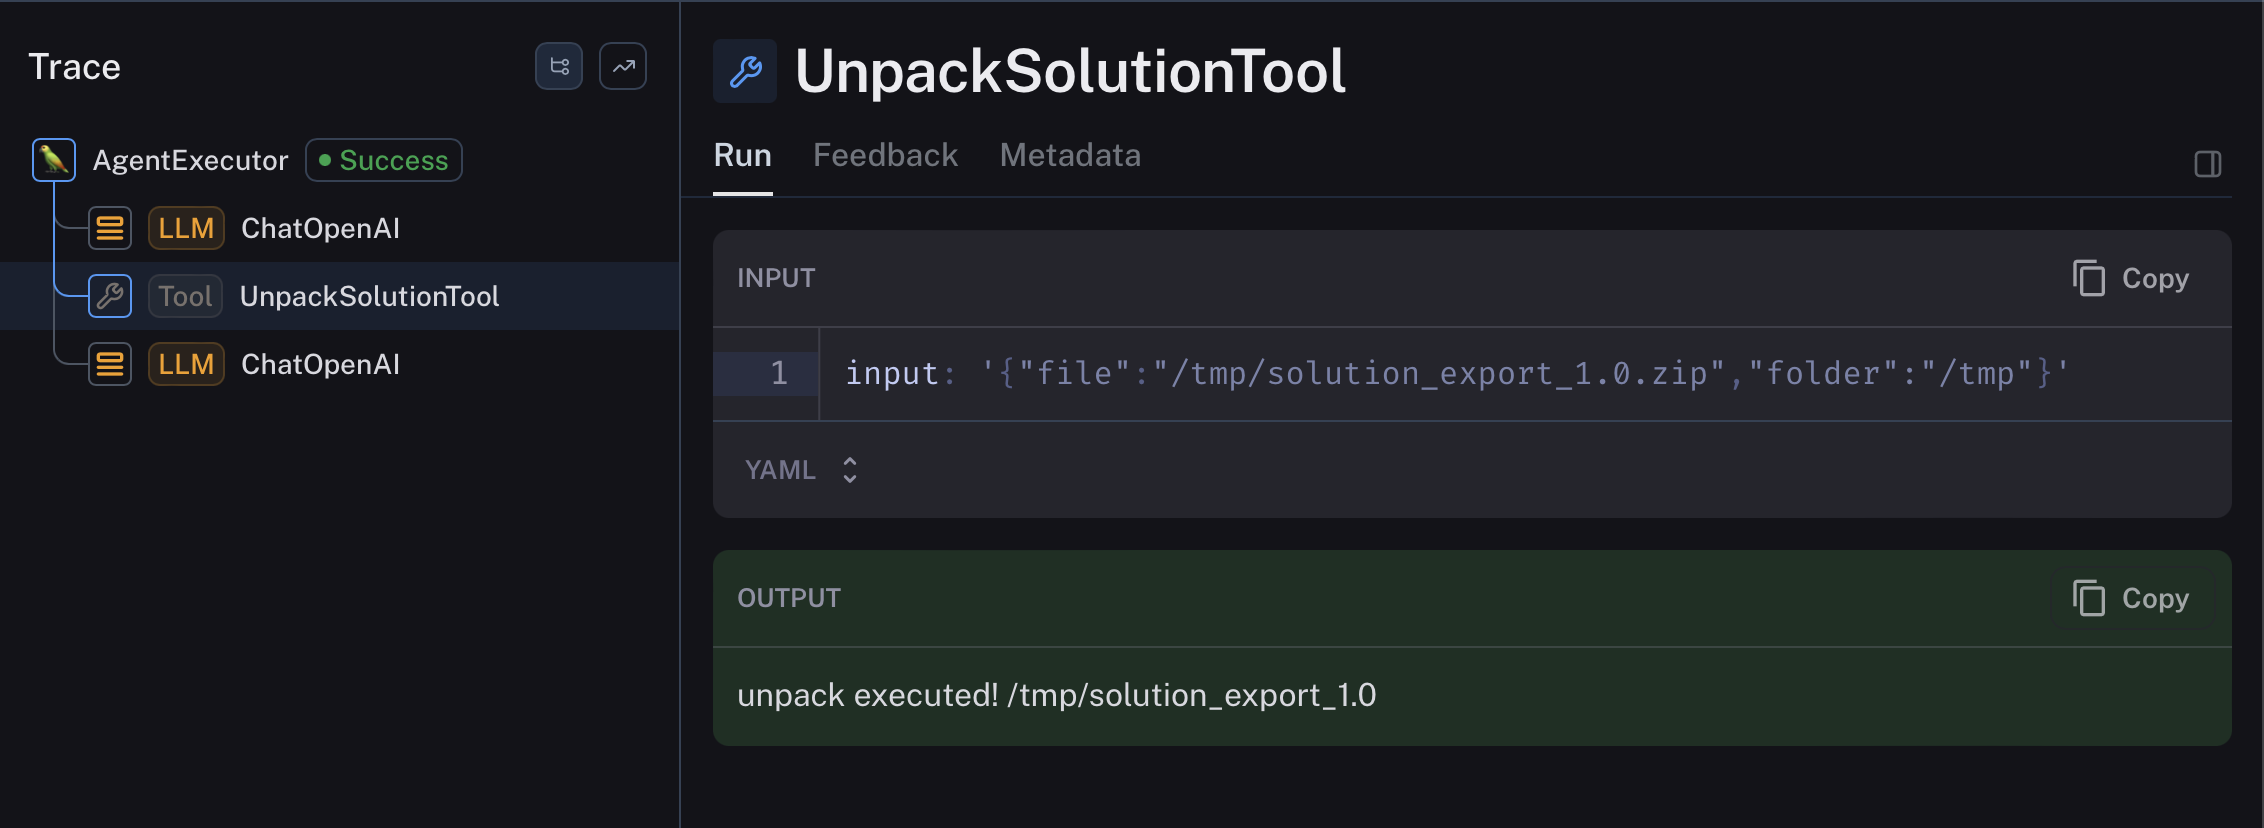 Trace
AgentExecutor Success
LLM ChatOpenAI
Tool UnpackSolutionTool
LLM ChatOpenAI
UnpackSolutionTool
Run Feedback Metadata
INPUT Copy
1 input: '{"file":"/tmp/solution_export_1.0.zip","folder":"/tmp"}'
YAML
OUTPUT Copy
unpack executed! /tmp/solution_export_1.0